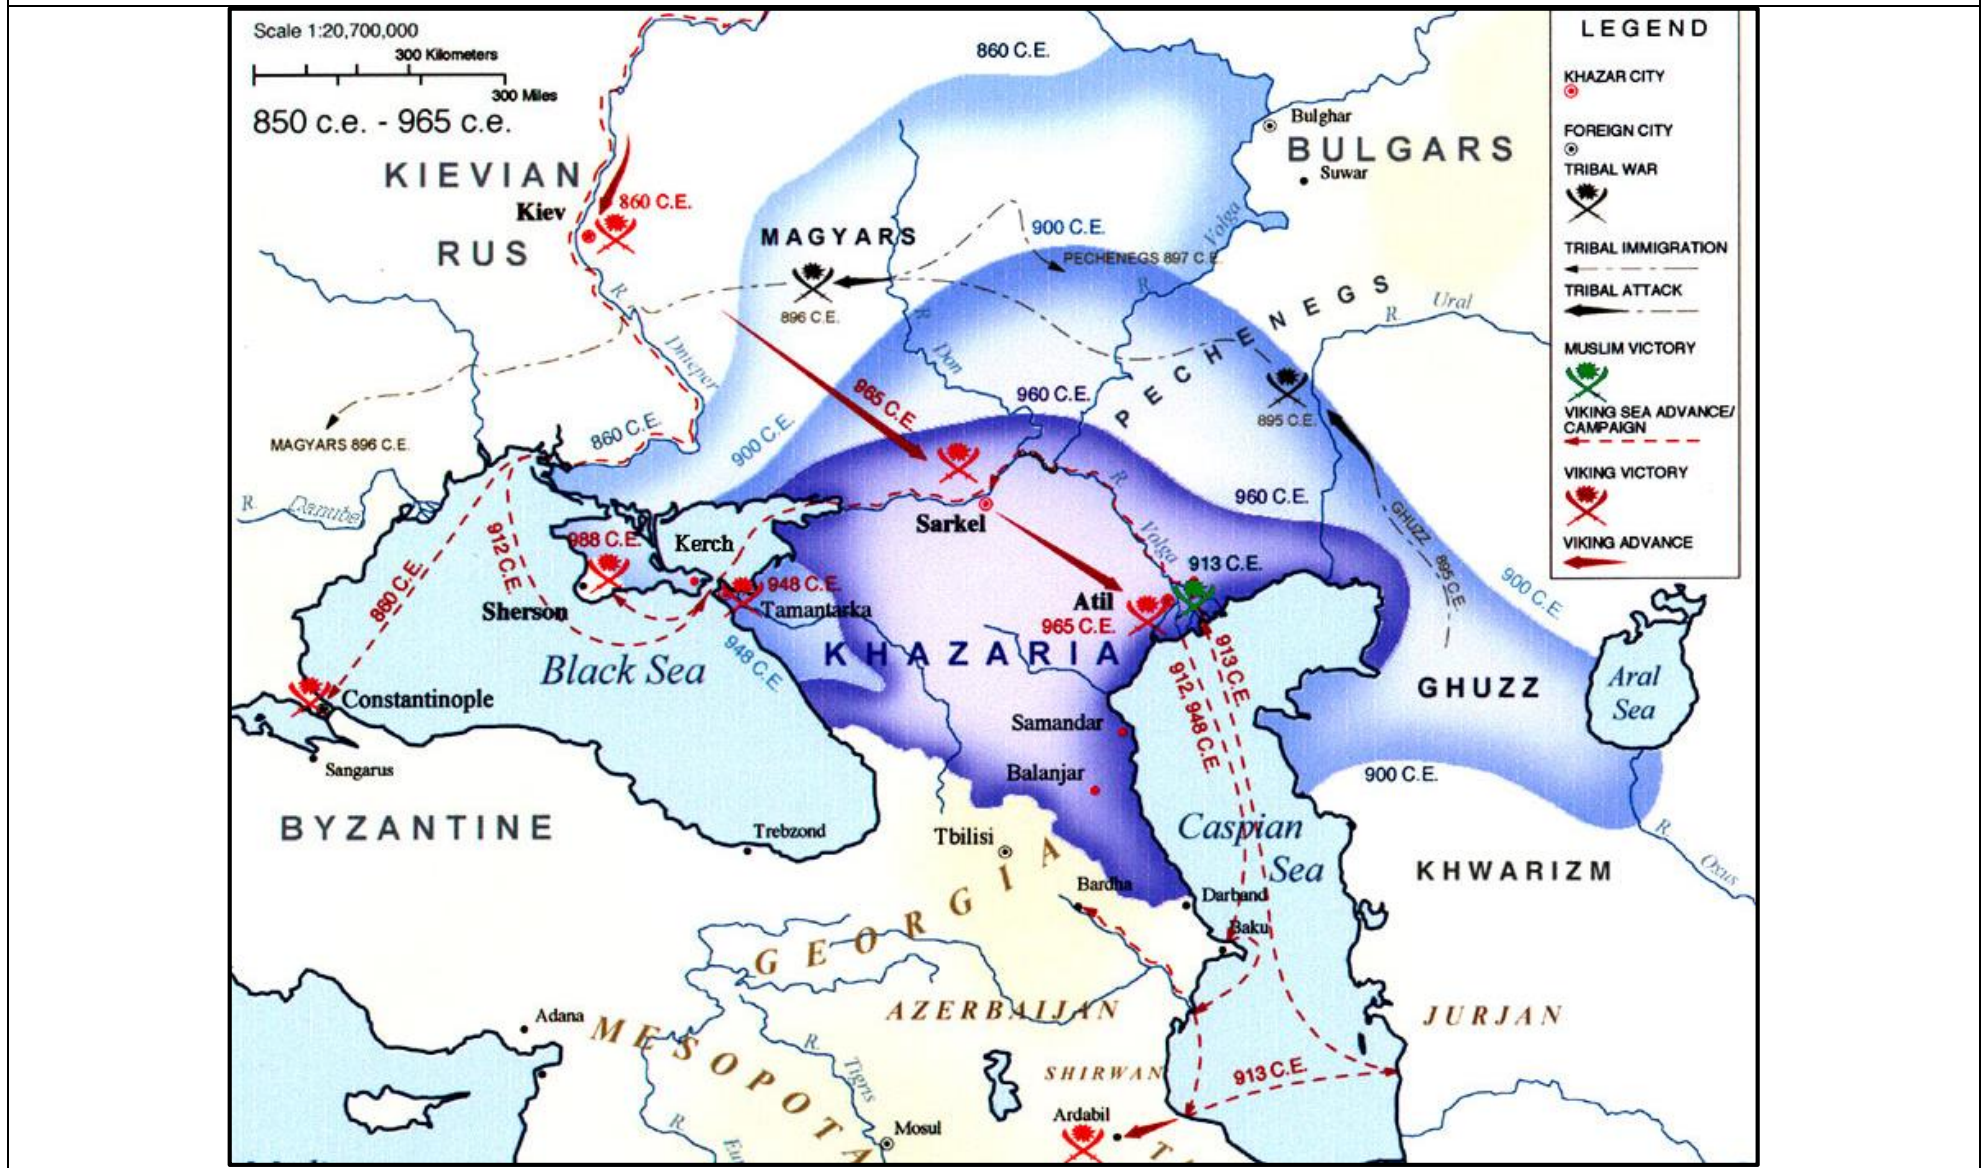 Scale 1:20,700,000
300 Kilometers
300 Miles
850 c.e. - 965 c.e.
KIEVIAN
RUS
Kiev
860 C.E.
860 C.E.
Bulghar
BULGARS
Suwar
MAGYARS
896 C.E.
900 C.E.
PECHENEGS 897 C.E.
R. Volga
PECHENEGS
R. Ural
R. Dnieper
R. Don
965 C.E.
960 C.E.
895 C.E.
MAGYARS 896 C.E.
860 C.E.
900 C.E.
R. Danube
960 C.E.
R. Volga
GHUZZ 895 C.E.
900 C.E.
Sarkel
912 C.E.
988 C.E.
Kerch
860 C.E.
Sherson
948 C.E.
Tamantarka
948 C.E.
913 C.E.
Atil
965 C.E.
KHAZARIA
Black Sea
Constantinople
Sangarus
913 C.E.
912, 948 C.E.
GHUZZ
Aral
Sea
Samandar
Balanjar
900 C.E.
BYZANTINE
Trebzond
Tbilisi
Caspian
Sea
R. Oxus
KHWARIZM
GEORGIA
Bardha
Darband
Baku
Adana
AZERBAIJAN
JURJAN
MESOPOTA
R. Tigris
SHIRWAN
913 C.E.
Ardabil
R.
Eu
Mosul
T
LEGEND
KHAZAR CITY
FOREIGN CITY
TRIBAL WAR
TRIBAL IMMIGRATION
TRIBAL ATTACK
MUSLIM VICTORY
VIKING SEA ADVANCE/
CAMPAIGN
VIKING VICTORY
VIKING ADVANCE